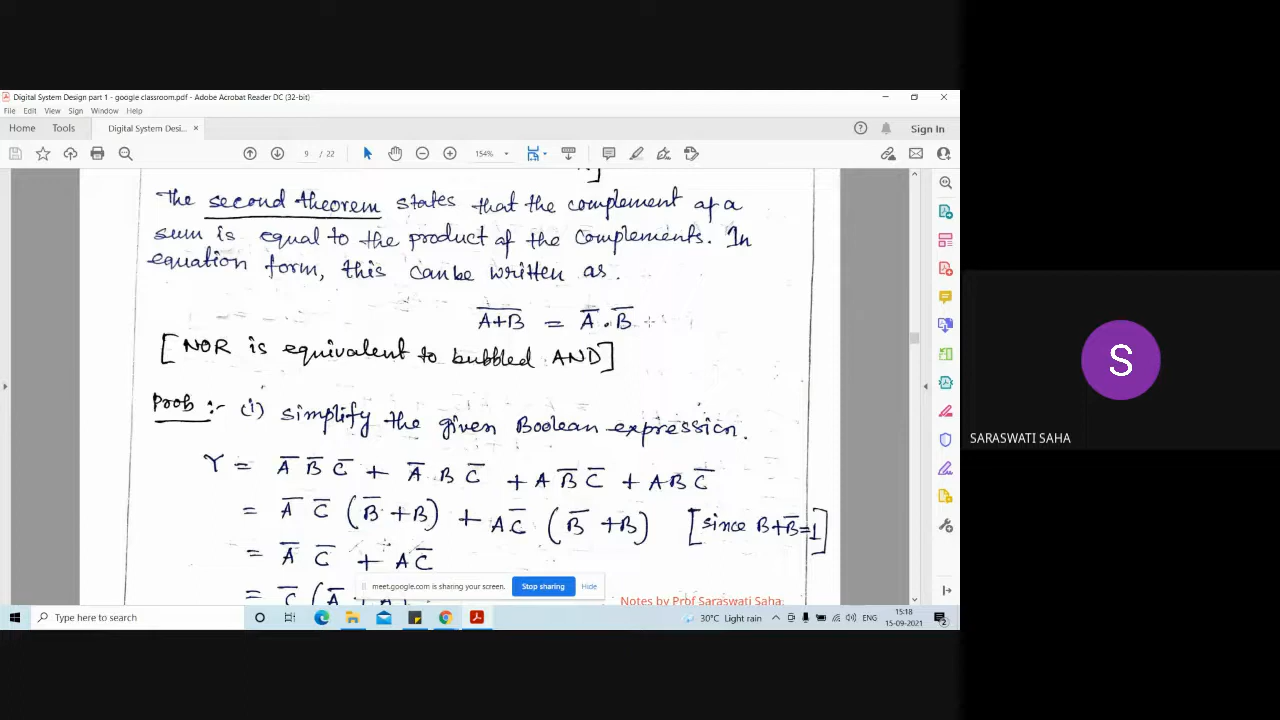 Digital System Design part 1 - google classroom.pdf - Adobe Acrobat Reader DC (32-bit)
File Edit View Sign Window Help
Home Tools Digital System Desi... × Sign In
9 / 22 154%
The second theorem states that the complement of a
sum is equal to the product of the complements. In
equation form, this can be written as.
A̅+̅B̅ = A̅ . B̅
[NOR is equivalent to bubbled AND]
Prob :- (i) simplify the given Boolean expression.
Y = A̅ B̅ C̅ + A̅ B C̅ + A B̅ C̅ + A B C̅
= A̅ C̅ (B̅ + B) + A C̅ (B̅ + B) [since B + B̅ = 1]
= A̅ C̅ + A C̅
meet.google.com is sharing your screen. Stop sharing Hide
Notes by Prof Saraswati Saha.
Type here to search
30°C Light rain ENG
15:18
15-09-2021
2
S
SARASWATI SAHA